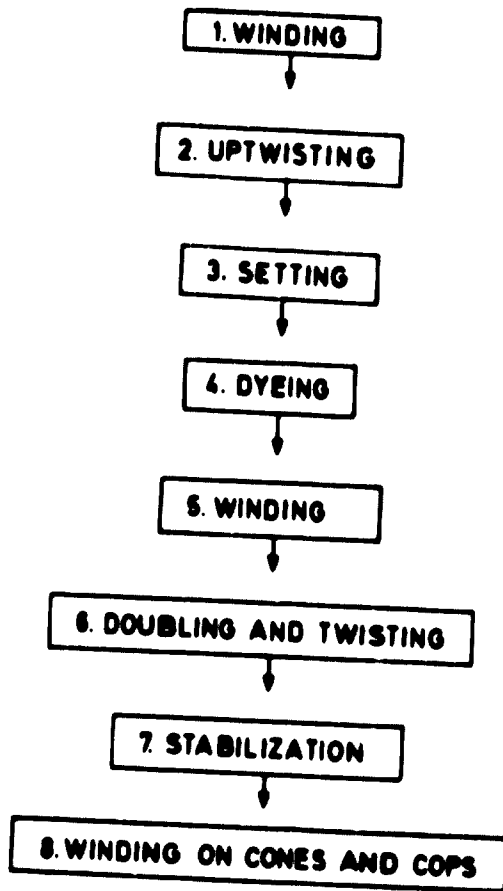 1. WINDING
2. UPTWISTING
3. SETTING
4. DYEING
5. WINDING
6. DOUBLING AND TWISTING
7. STABILIZATION
8. WINDING ON CONES AND COPS